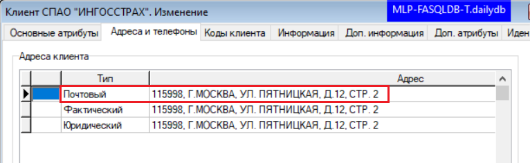 Клиент СПАО "ИНГОССТРАХ". Изменение
MLP-FASQLDB-T.dailydb
Основные атрибуты Адреса и телефоны Коды клиента Информация Доп. информация Доп. атрибуты Иден
Адреса клиента
Тип Адрес
Почтовый 115998, Г.МОСКВА, УЛ. ПЯТНИЦКАЯ, Д.12, СТР. 2
Фактический 115998, Г.МОСКВА, УЛ. ПЯТНИЦКАЯ, Д.12, СТР. 2
Юридический 115998, Г.МОСКВА, УЛ. ПЯТНИЦКАЯ, Д.12, СТР. 2